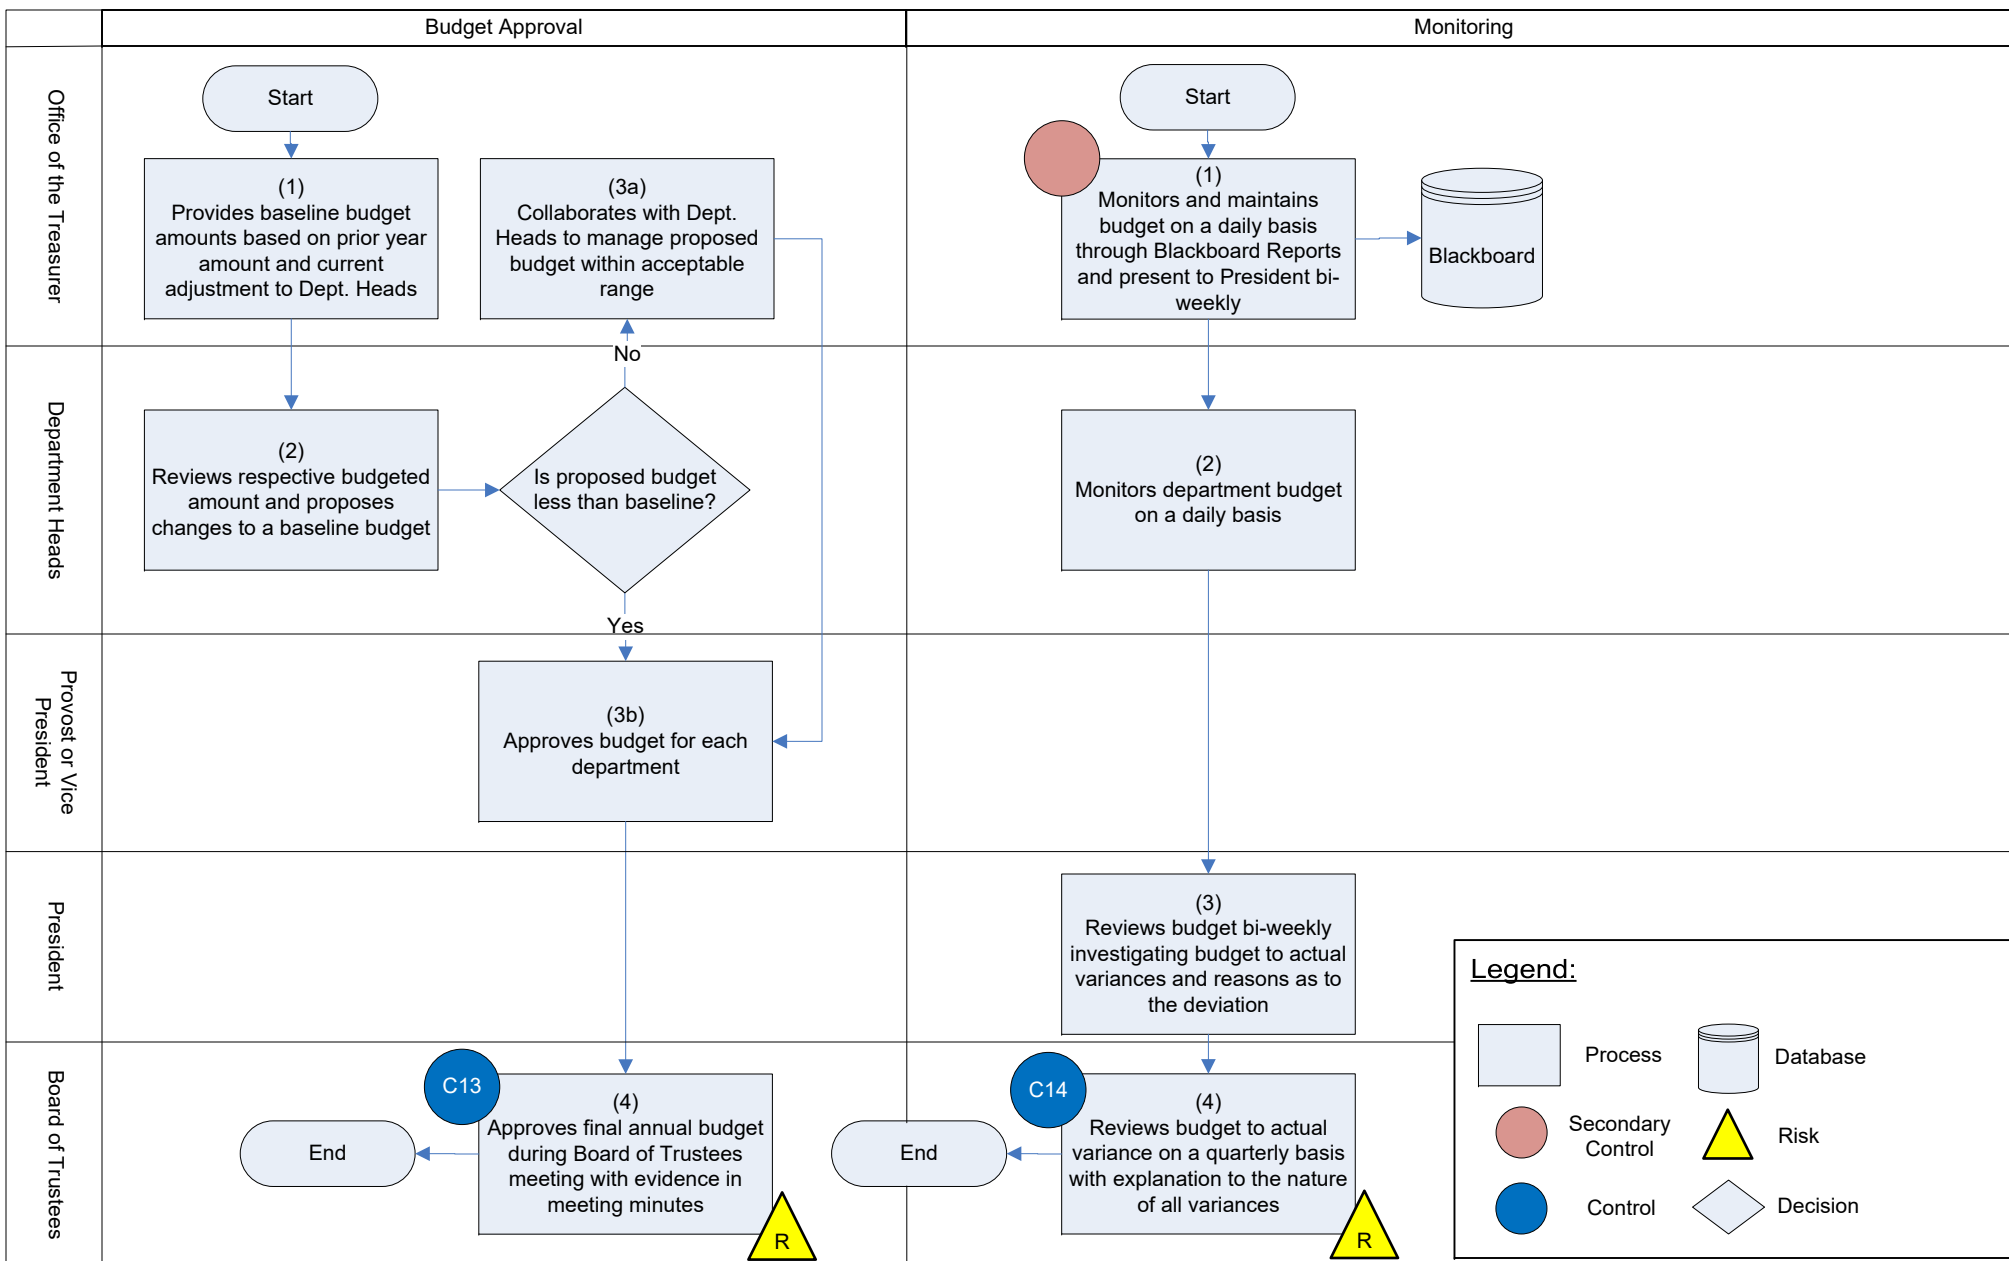 Budget Approval
Monitoring
Office of the Treasurer
Start
(1)
Provides baseline budget
amounts based on prior year
amount and current
adjustment to Dept. Heads
(3a)
Collaborates with Dept.
Heads to manage proposed
budget within acceptable
range
Start
(1)
Monitors and maintains
budget on a daily basis
through Blackboard Reports
and present to President bi-
weekly
Blackboard
No
Department Heads
(2)
Reviews respective budgeted
amount and proposes
changes to a baseline budget
Is proposed budget
less than baseline?
(2)
Monitors department budget
on a daily basis
Yes
Provost or Vice
President
(3b)
Approves budget for each
department
President
(3)
Reviews budget bi-weekly
investigating budget to actual
variances and reasons as to
the deviation
Board of Trustees
End
C13
(4)
Approves final annual budget
during Board of Trustees
meeting with evidence in
meeting minutes
R
End
C14
(4)
Reviews budget to actual
variance on a quarterly basis
with explanation to the nature
of all variances
R
Legend:
Process
Database
Secondary
Control
Risk
Control
Decision